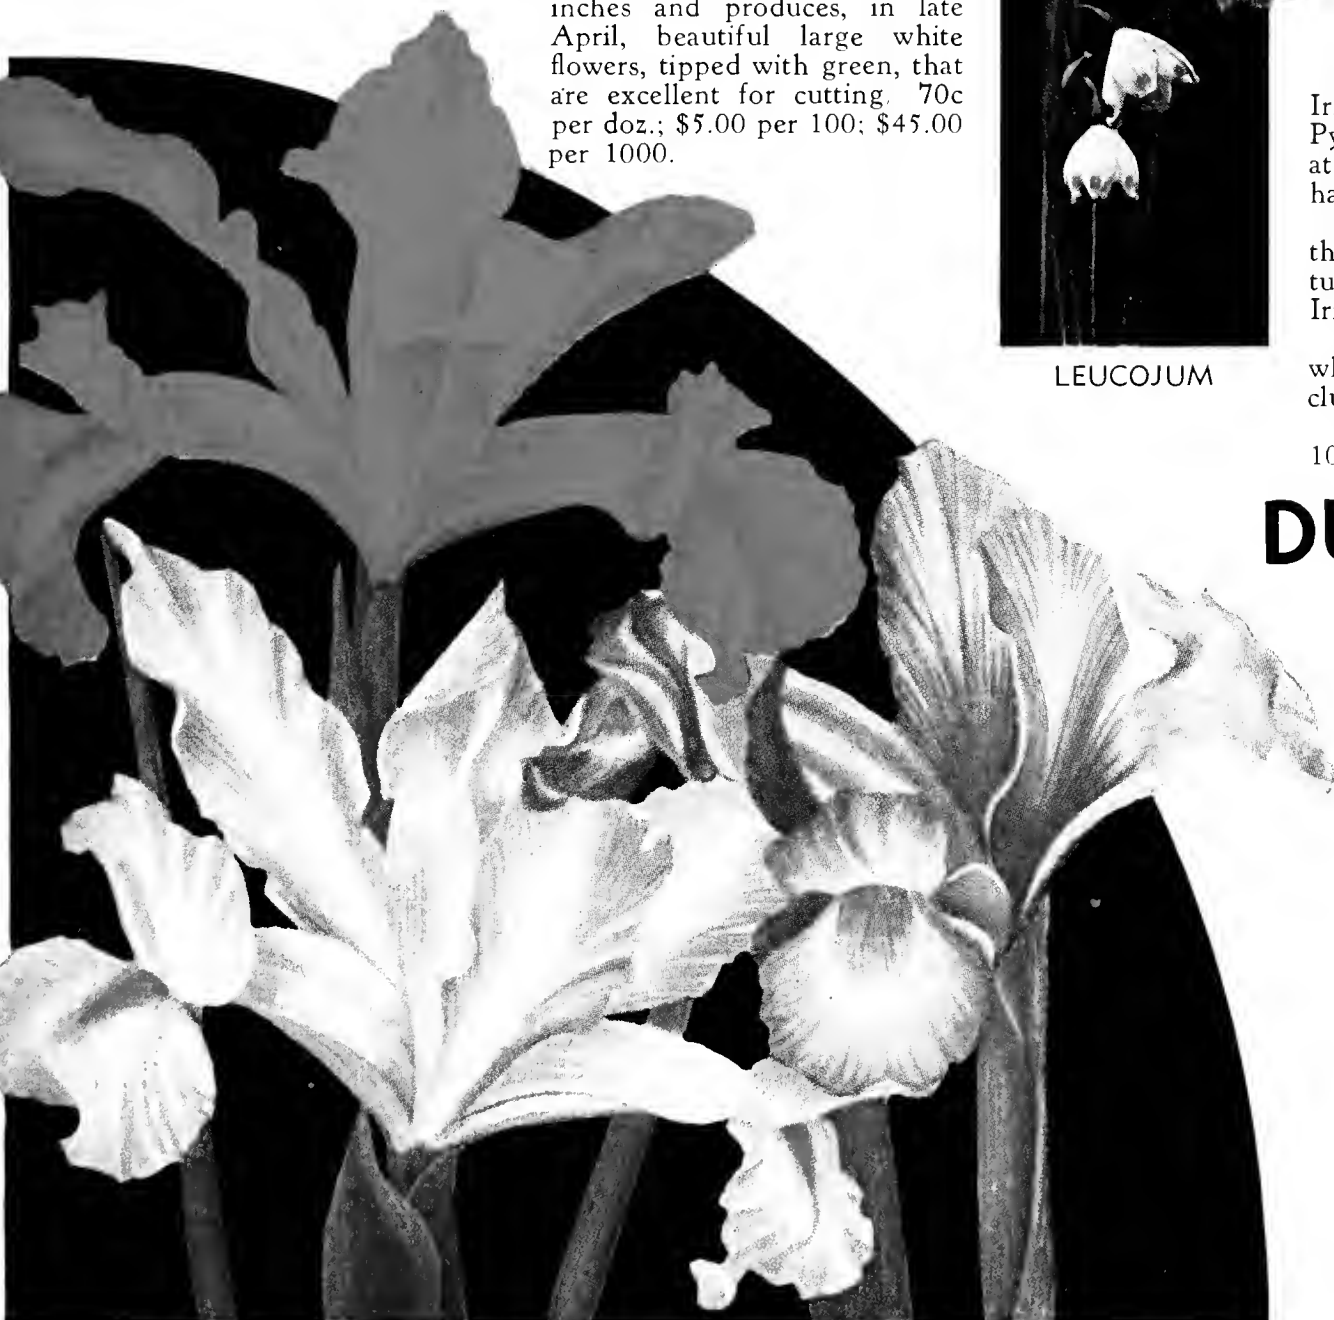 inches and produces, in late
April, beautiful large white
flowers, tipped with green, that
are excellent for cutting. 70c
per doz.; $5.00 per 100; $45.00
per 1000.
LEUCOJUM
at